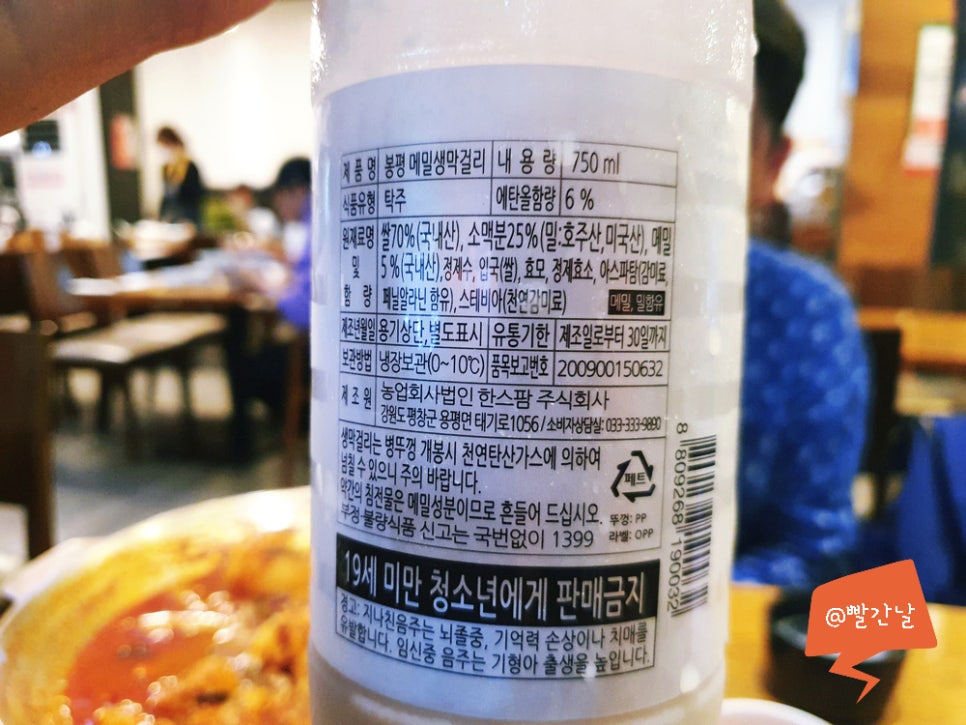 제 품 명 봉평 메밀생막걸리 내 용 량 750 ml
식품유형 탁주 에탄올함량 6 %
원재료명 및 함 량 쌀70%(국내산), 소맥분25%(밀:호주산,미국산), 메밀
5%(국내산),정제수, 입국(쌀), 효모, 정제효소, 아스파탐(감미료,
페닐알라닌 함유), 스테비아(천연감미료) 메밀, 밀함유
제조년월일 용기상단 별도표시 유통기한 제조일로부터 30일까지
보관방법 냉장보관(0~10℃) 품목보고번호 200900150632
제 조 원 농업회사법인 한스팜 주식회사
강원도 평창군 용평면 태기로1056 / 소비자상담실: 033-333-9890
생막걸리는 병뚜껑 개봉시 천연탄산가스에 의하여
넘칠 수 있으니 주의 바랍니다.
약간의 침전물은 메밀성분이므로 흔들어 드십시오.
부정·불량식품 신고는 국번없이 1399
페트
뚜껑: PP
라벨: OPP
19세 미만 청소년에게 판매금지
경고: 지나친음주는 뇌졸중, 기억력 손상이나 치매를
유발합니다. 임신중 음주는 기형아 출생을 높입니다.
8 809268 190032
@빨간날